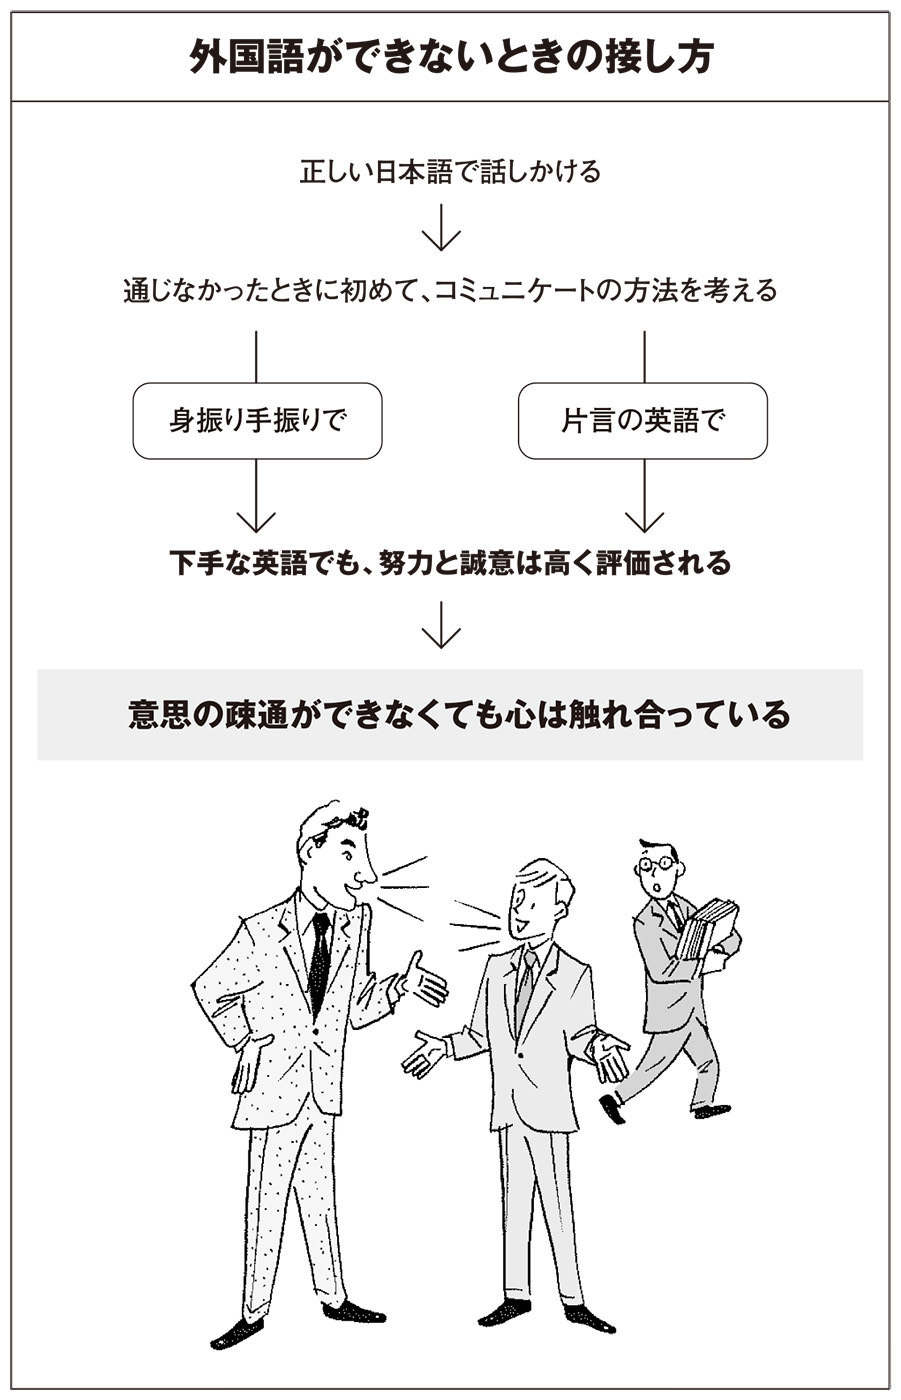 外国語ができないときの接し方
正しい日本語で話しかける
通じなかったときに初めて、コミュニケートの方法を考える
身振り手振りで
片言の英語で
下手な英語でも、努力と誠意は高く評価される
意思の疎通ができなくても心は触れ合っている